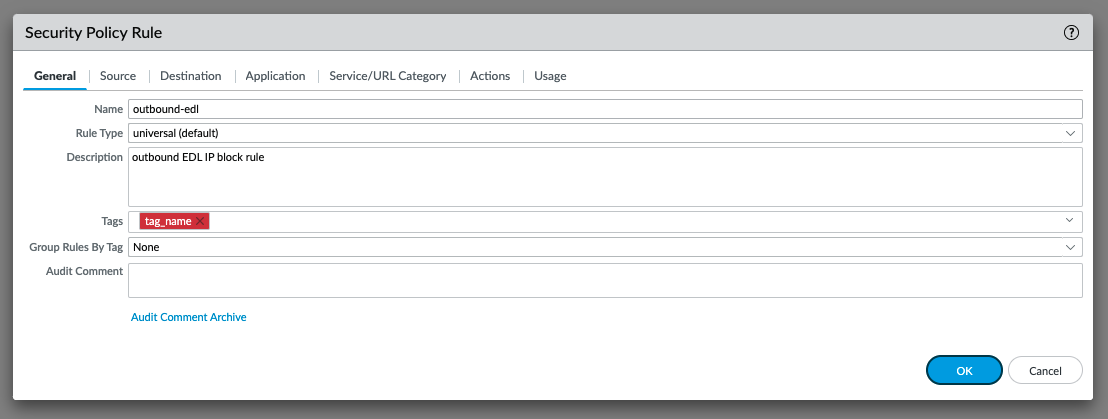 Security Policy Rule ?
General Source Destination Application Service/URL Category Actions Usage
Name outbound-edl
Rule Type universal (default)
Description outbound EDL IP block rule
Tags tag_name
Group Rules By Tag None
Audit Comment
Audit Comment Archive
OK Cancel